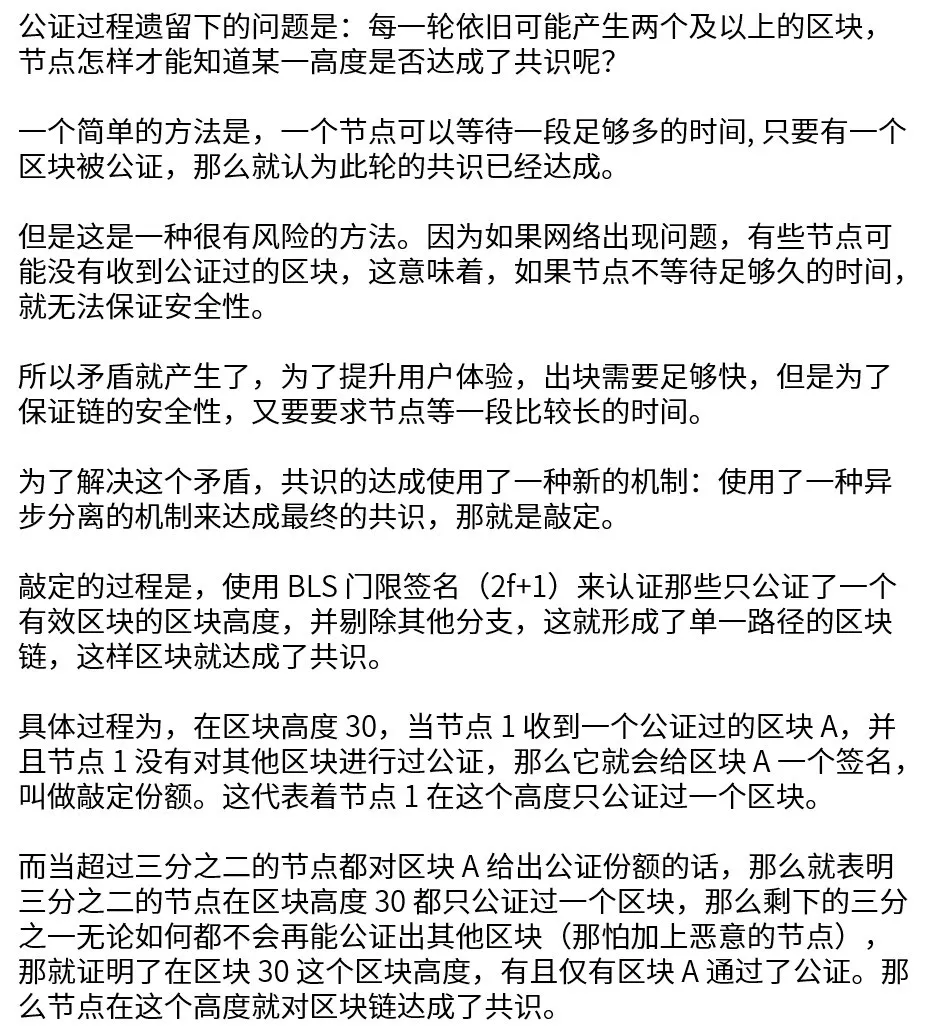 公证过程遗留下的问题是：每一轮依旧可能产生两个及以上的区块，
节点怎样才能知道某一高度是否达成了共识呢？
一个简单的方法是，一个节点可以等待一段足够多的时间, 只要有一个
区块被公证，那么就认为此轮的共识已经达成。
但是这是一种很有风险的方法。因为如果网络出现问题，有些节点可
能没有收到公证过的区块，这意味着，如果节点不等待足够久的时间，
就无法保证安全性。
所以矛盾就产生了，为了提升用户体验，出块需要足够快，但是为了
保证链的安全性，又要要求节点等一段比较长的时间。
为了解决这个矛盾，共识的达成使用了一种新的机制：使用了一种异
步分离的机制来达成最终的共识，那就是敲定。
敲定的过程是，使用 BLS 门限签名（2f+1）来认证那些只公证了一个
有效区块的区块高度，并剔除其他分支，这就形成了单一路径的区块
链，这样区块就达成了共识。
具体过程为，在区块高度 30，当节点 1 收到一个公证过的区块 A，并
且节点 1 没有对其他区块进行过公证，那么它就会给区块 A 一个签名，
叫做敲定份额。这代表着节点 1 在这个高度只公证过一个区块。
而当超过三分之二的节点都对区块 A 给出公证份额的话，那么就表明
三分之二的节点在区块高度 30 都只公证过一个区块，那么剩下的三分
之一无论如何都不会再能公证出其他区块（那怕加上恶意的节点），
那就证明了在区块 30 这个区块高度，有且仅有区块 A 通过了公证。那
么节点在这个高度就对区块链达成了共识。